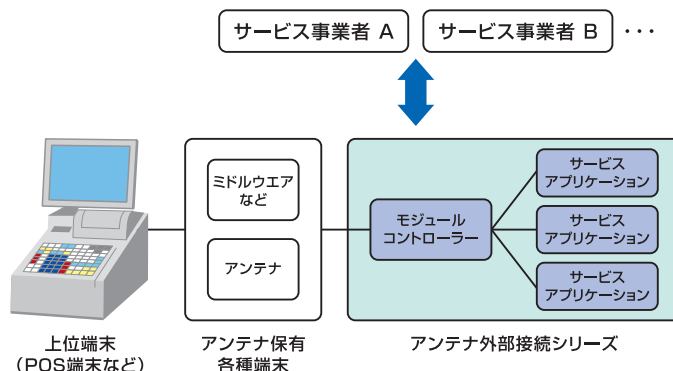 サービス事業者 A
サービス事業者 B ・・・
ミドルウエア
など
アンテナ
モジュール
コントローラー
サービス
アプリケーション
サービス
アプリケーション
サービス
アプリケーション
上位端末
（POS端末など）
アンテナ保有
各種端末
アンテナ外部接続シリーズ